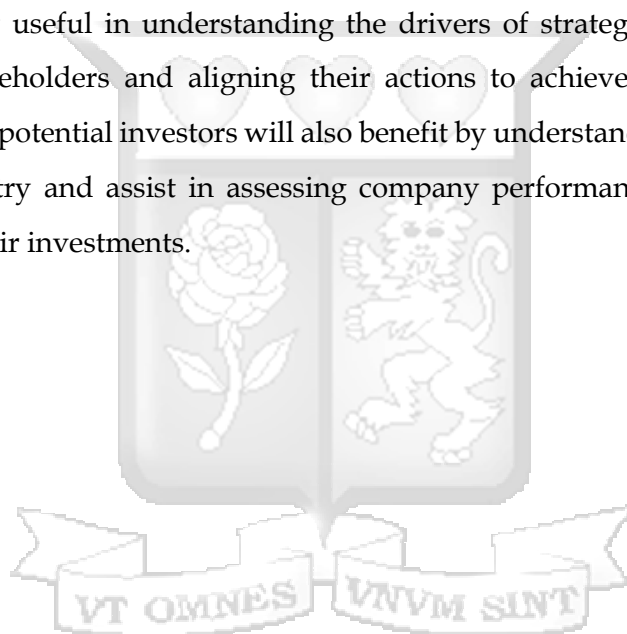 useful in understanding the drivers of strateg
eholders and aligning their actions to achieve
potential investors will also benefit by understan
try and assist in assessing company performan
ir investments.
VT OMNES VNVM SINT